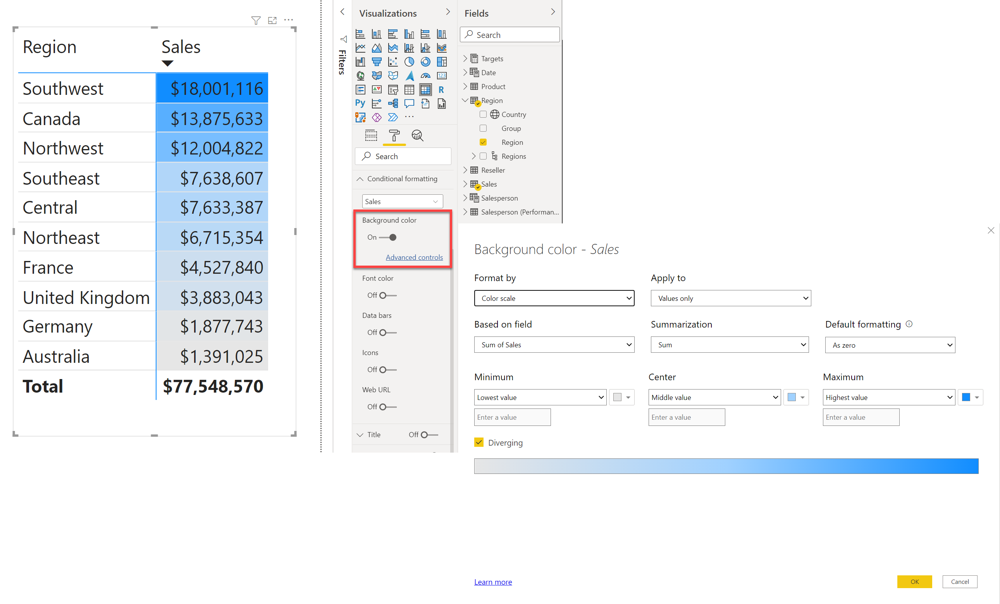 Region Sales
Southwest $18,001,116
Canada $13,875,633
Northwest $12,004,822
Southeast $7,638,607
Central $7,633,387
Northeast $6,715,354
France $4,527,840
United Kingdom $3,883,043
Germany $1,877,743
Australia $1,391,025
Total $77,548,570
Filters
Visualizations
123
R
Py
Search
Conditional formatting
Sales
Background color
On
Advanced controls
Font color
Off
Data bars
Off
Icons
Off
Web URL
Off
Title Off
Fields
Search
Targets
Date
Product
Region
Country
Group
Region
Regions
Reseller
Sales
Salesperson
Salesperson (Performan...
Background color - Sales
Format by Apply to
Color scale Values only
Based on field Summarization Default formatting
Sum of Sales Sum As zero
Minimum Center Maximum
Lowest value Middle value Highest value
Enter a value Enter a value Enter a value
Diverging
Learn more OK Cancel